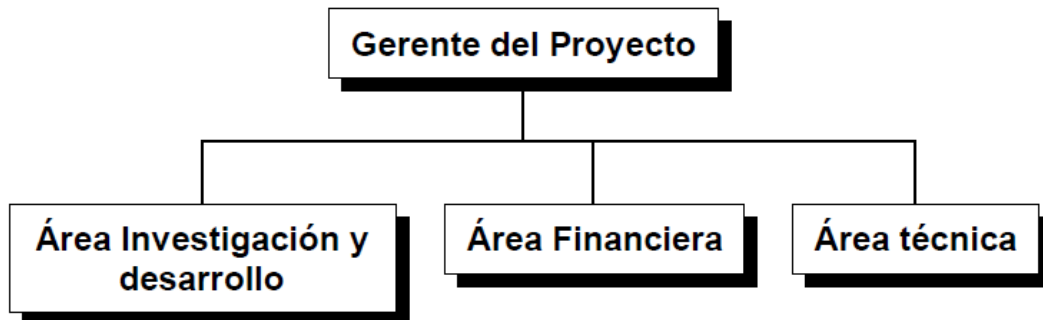 Gerente del Proyecto
Área Investigación y
desarrollo
Área Financiera
Área técnica